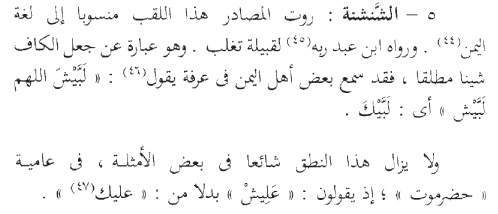 ٥ – الشَّنشنة : روت المصادر هذا اللقب منسوبا إلى لغة
اليمن (٤٤) . ورواه ابن عبد ربه(٤٥) لقبيلة تغلب . وهو عبارة عن جعل الكاف
شينا مطلقا ، فقد سمع بعض أهل اليمن فى عرفة يقول(٤٦) : « لَبَّيْشَ اللهم
لَبَّيْش » أى : لَبَّيْكَ .
ولا يزال هذا النطق شائعا فى بعض الأمثلة ، فى عامية
« حضرموت » ؛ إذ يقولون : « عَلِيشْ » بدلا من : « عليك(٤٧) » .